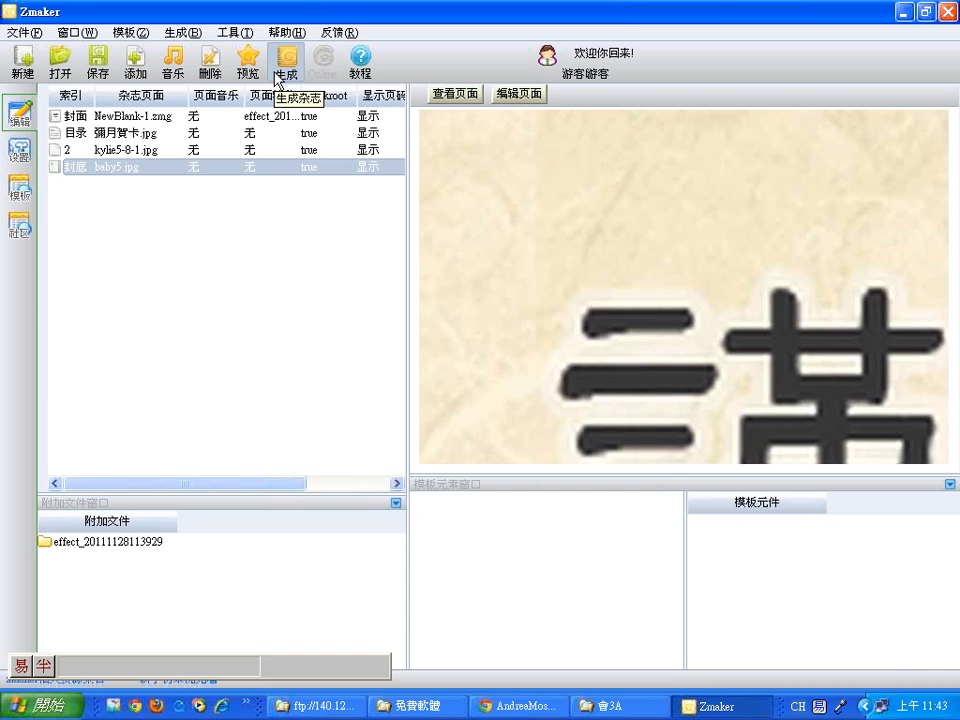 Zmaker
文件(F) 窗口(W) 模板(Z) 生成(B) 工具(T) 帮助(H) 反馈(R)
新建 打开 保存 添加 音乐 删除 预览 生成 Online 教程
欢迎你回来!
游客游客
生成杂志
索引 杂志页面 页面音乐 页面 kroot 显示页码
查看页面 编辑页面
封面 NewBlank-1.zmg 无 effect_201... true 显示
目录 彌月賀卡.jpg 无 无 true 显示
2 kylie5-8-1.jpg 无 无 true 显示
封底 baby5.jpg 无 无 true 显示
编辑
设置
模板
社区
附加文件窗口
附加文件
effect_20111128113929
模板元素窗口
模板元件
易 半
開始 ftp://140.12... 免費軟體 AndreaMos... 會3A Zmaker CH 上午 11:43